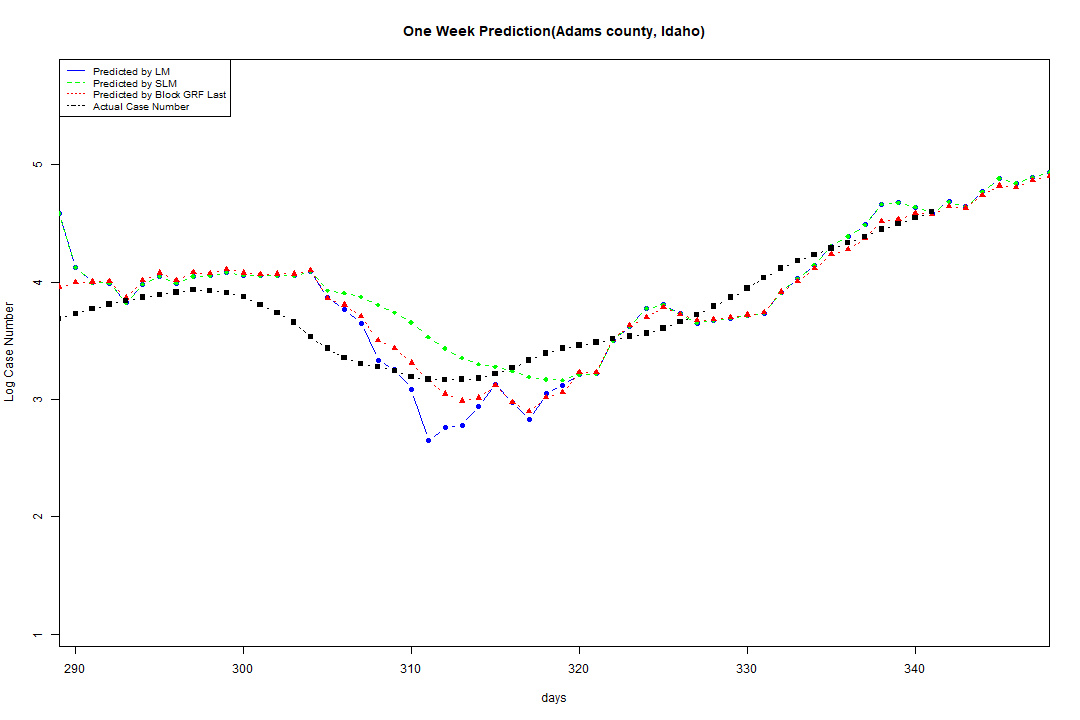 One Week Prediction(Adams county, Idaho)
Predicted by LM
Predicted by SLM
Predicted by Block GRF Last
Actual Case Number
5
4
3
2
1
Log Case Number
290 300 310 320 330 340
days